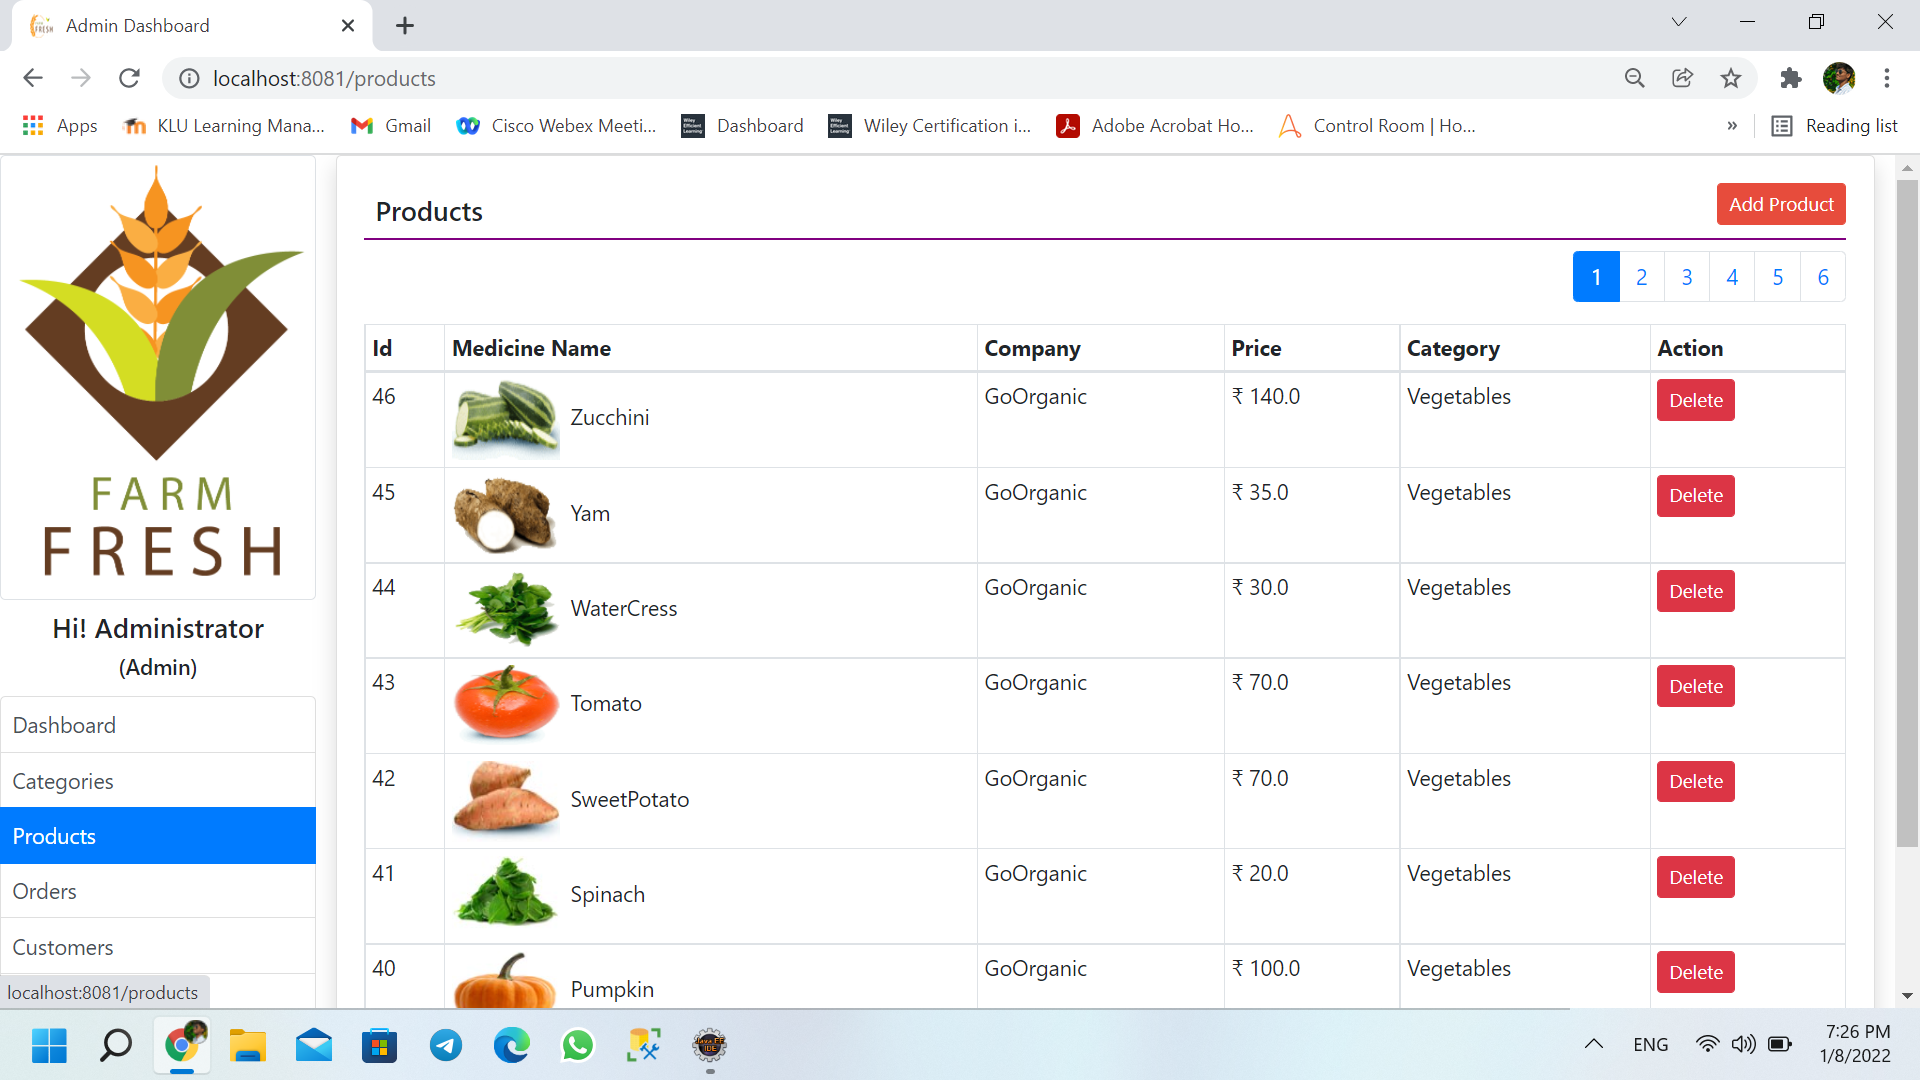 Admin Dashboard
localhost:8081/products
Apps
KLU Learning Mana...
Gmail
Cisco Webex Meeti...
Dashboard
Wiley Certification i...
Adobe Acrobat Ho...
Control Room | Ho...
»
Reading list
FARM
FRESH
Hi! Administrator
(Admin)
Dashboard
Categories
Products
Orders
Customers
localhost:8081/products
Products
Add Product
1 2 3 4 5 6
Id Medicine Name Company Price Category Action
46 Zucchini GoOrganic ₹ 140.0 Vegetables Delete
45 Yam GoOrganic ₹ 35.0 Vegetables Delete
44 WaterCress GoOrganic ₹ 30.0 Vegetables Delete
43 Tomato GoOrganic ₹ 70.0 Vegetables Delete
42 SweetPotato GoOrganic ₹ 70.0 Vegetables Delete
41 Spinach GoOrganic ₹ 20.0 Vegetables Delete
40 Pumpkin GoOrganic ₹ 100.0 Vegetables Delete
ENG
7:26 PM
1/8/2022